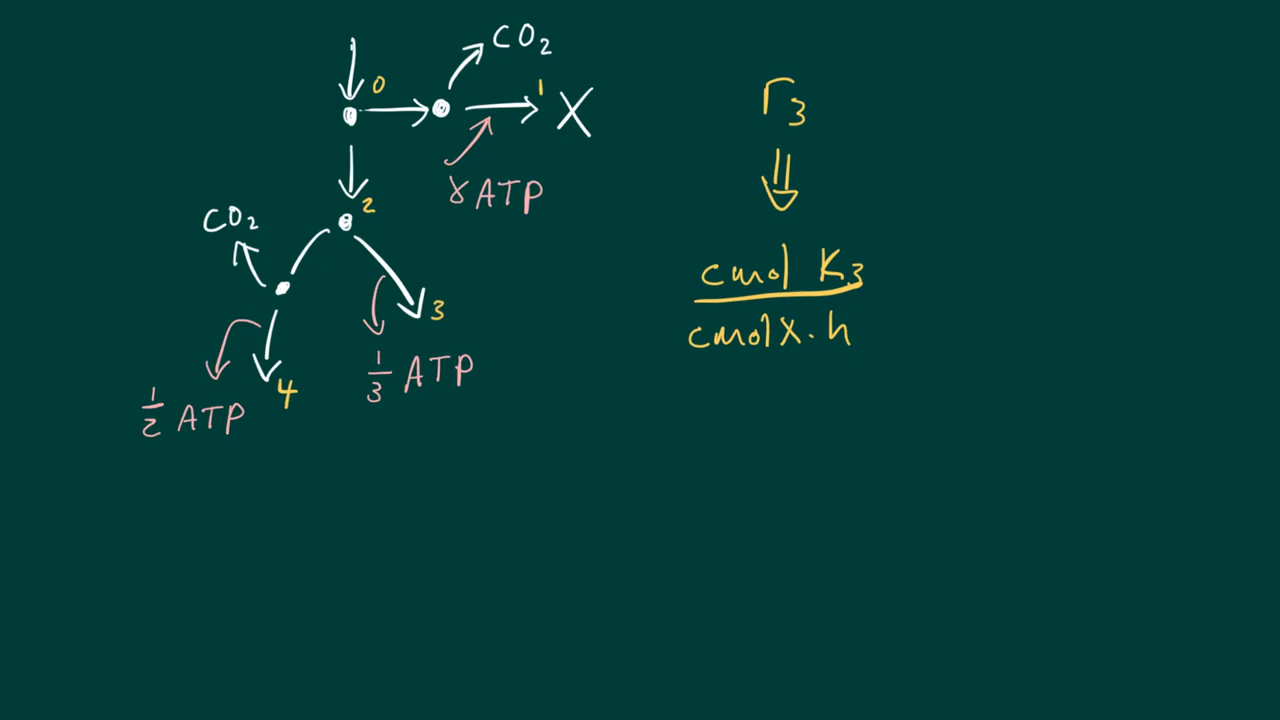 CO2
0
1
X
γ ATP
2
CO2
3
1/3 ATP
4
1/2 ATP
r3
⇓
cmol K3
cmol X · h